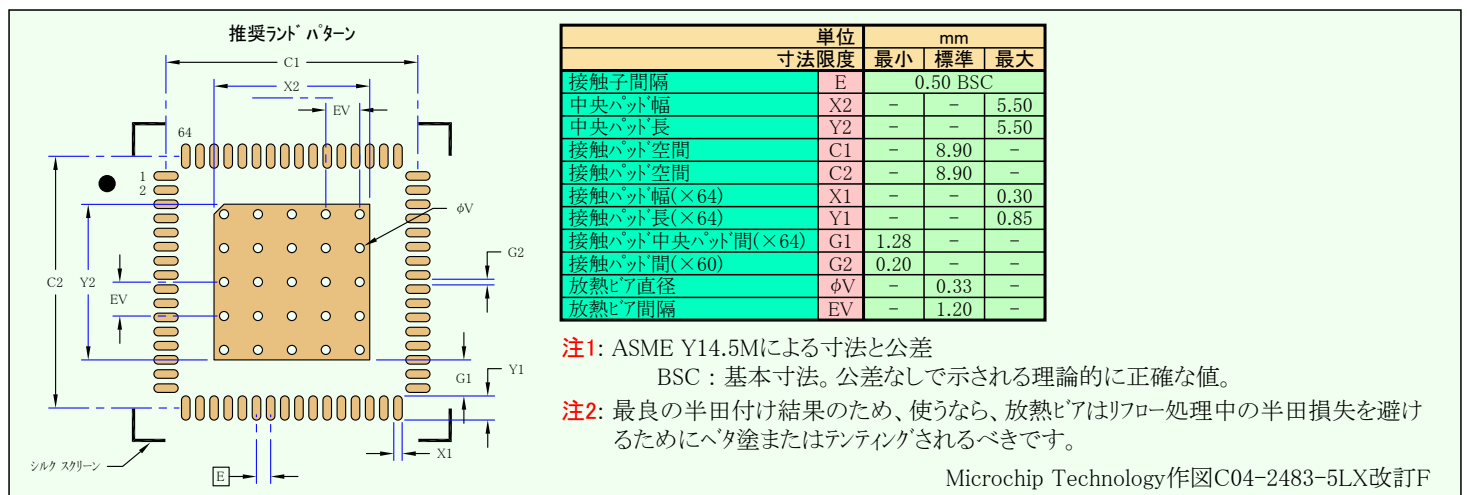 推奨ランド パターン
C1
X2
EV
64
1
2
φV
G2
C2
Y2
EV
G1
Y1
X1
E
シルク スクリーン
単位 mm
寸法限度 最小 標準 最大
接触子間隔 E 0.50 BSC
中央パッド幅 X2 - - 5.50
中央パッド長 Y2 - - 5.50
接触パッド空間 C1 - 8.90 -
接触パッド空間 C2 - 8.90 -
接触パッド幅(×64) X1 - - 0.30
接触パッド長(×64) Y1 - - 0.85
接触パッド中央パッド間(×64) G1 1.28 - -
接触パッド間(×60) G2 0.20 - -
放熱ビア直径 φV - 0.33 -
放熱ビア間隔 EV - 1.20 -
注1: ASME Y14.5Mによる寸法と公差
BSC : 基本寸法。公差なしで示される理論的に正確な値。
注2: 最良の半田付け結果のため、使うなら、放熱ビアはリフロー処理中の半田損失を避け
るためにベタ塗またはテンティングされるべきです。
Microchip Technology作図C04-2483-5LX改訂F